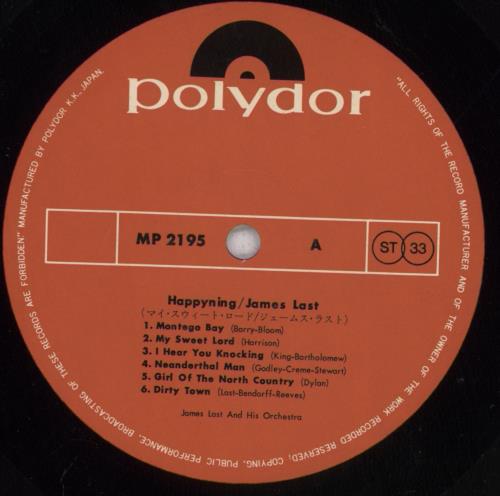 polydor
MP 2195
A
ST 33
Happyning/James Last
(マイ・スウィート・ロード/ジェームス・ラスト)
1. Montego Bay (Barry-Bloom)
2. My Sweet Lord (Harrison)
3. I Hear You Knocking (King-Bartholomew)
4. Neanderthal Man (Godley-Creme-Stewart)
5. Girl Of The North Country (Dylan)
6. Dirty Town (Last-Bendorff-Reeves)
James Last And His Orchestra
"ALL RIGHTS OF THE RECORD MANUFACTURER AND OF THE OWNER OF THE WORK RECORDED RESERVED; COPYING, PUBLIC PERFORMANCE, BROADCASTING OF THESE RECORDS ARE FORBIDDEN." MANUFACTURED BY POLYDOR K.K., JAPAN.